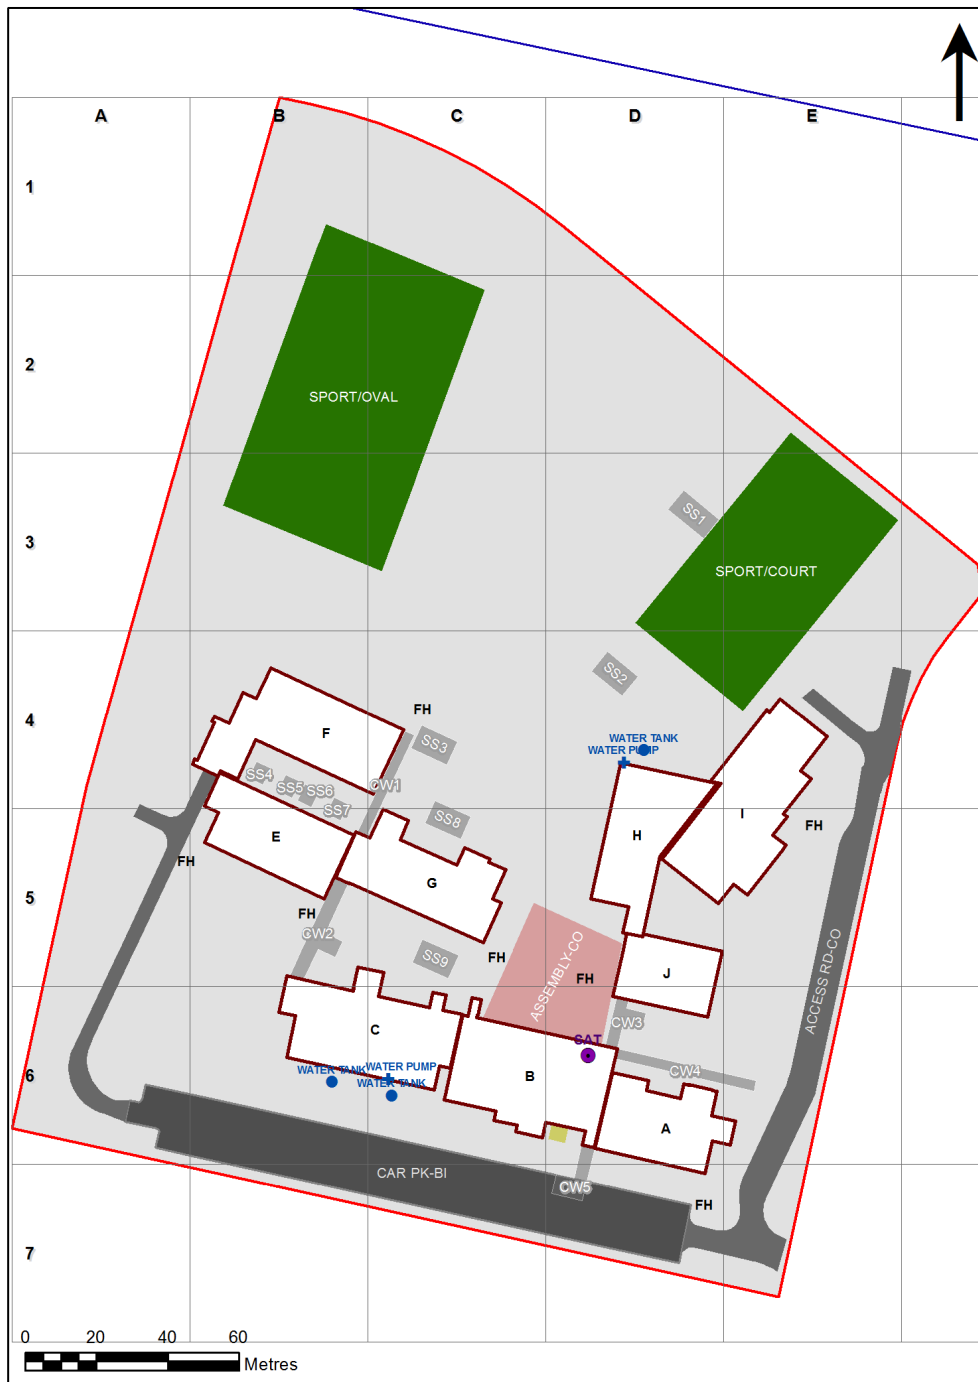 A B C D E
1
2
SPORT/OVAL
SS1
3
SPORT/COURT
SS2
4
FH
F
SS3
WATER TANK
WATER PUMP
SS4
SS5
SS6
SS7
CW1
SS8
I
FH
E
H
FH
G
5
FH
CW2
SS9
FH
ASSEMBLY-CO
FH
J
ACCESS RD-CO
CW3
C
SAT
WATER TANK
WATER PUMP
WATER TANK
6
B
CW4
A
CAR PK-BI
CW5
FH
7
0 20 40 60
Metres